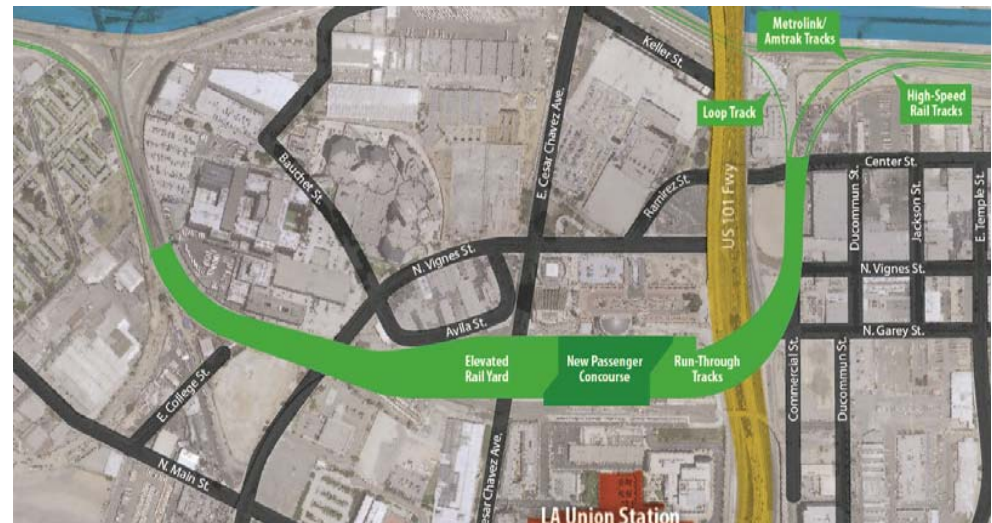 Metrolink/
Amtrak Tracks
Keller St.
High-Speed
Rail Tracks
Loop Track
E. Cesar Chavez Ave.
Center St.
Bauchet St.
Ramirez St.
US 101 Fwy
Ducommun St.
Jackson St.
E. Temple St.
N. Vignes St.
N. Vignes St.
Avila St.
N. Garey St.
Elevated
Rail Yard
New Passenger
Concourse
Run-Through
Tracks
E. College St.
Commercial St.
Ducommun St.
N. Main St.
esar Chavez Ave.
LA Union Station